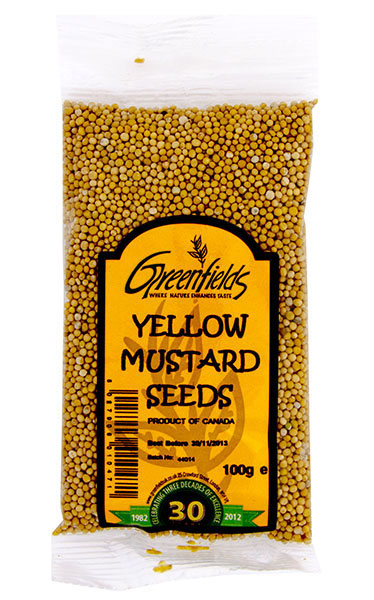 Greenfields
WHERE NATURE ENHANCES TASTE
YELLOW
MUSTARD
SEEDS
PRODUCT OF CANADA
Best Before 30/11/2013
Batch No: 44014
100g e
CELEBRATING THREE DECADES OF EXCELLENCE
1982 30 2012